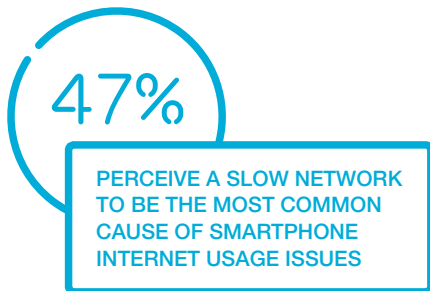 47%
PERCEIVE A SLOW NETWORK
TO BE THE MOST COMMON
CAUSE OF SMARTPHONE
INTERNET USAGE ISSUES